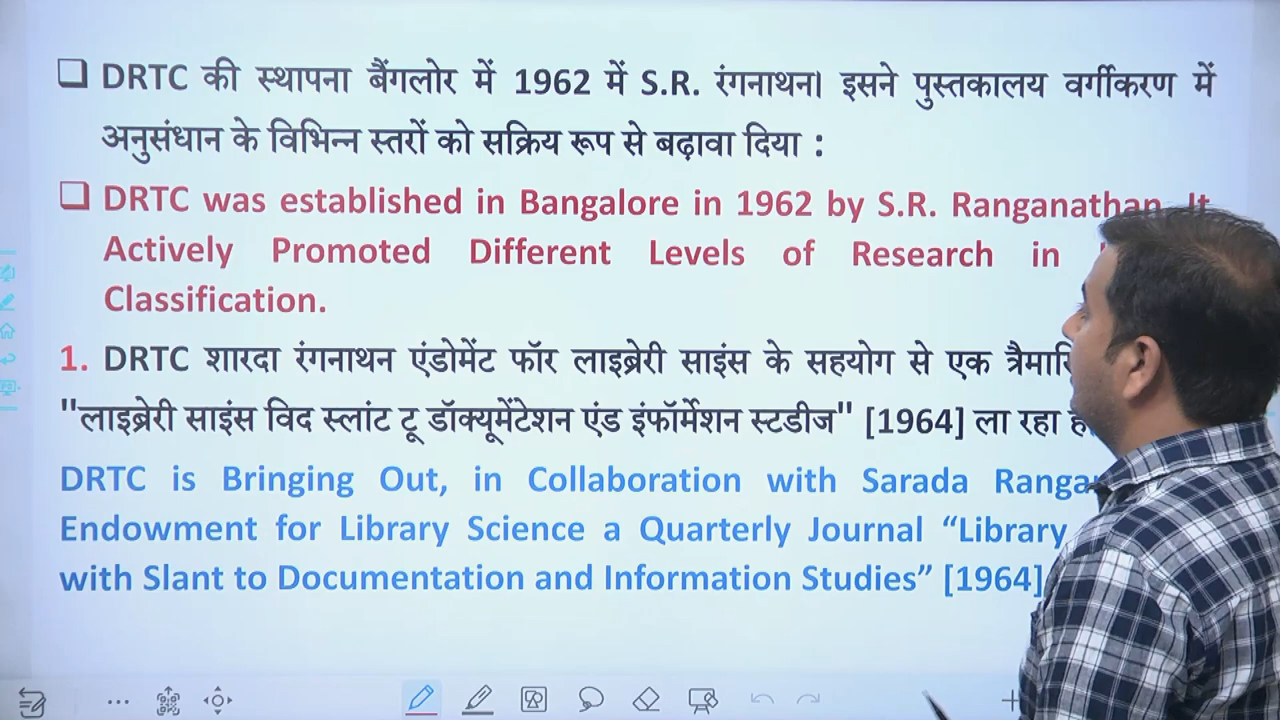 DRTC की स्थापना बैंगलोर में 1962 में S.R. रंगनाथन। इसने पुस्तकालय वर्गीकरण में
अनुसंधान के विभिन्न स्तरों को सक्रिय रूप से बढ़ावा दिया :
DRTC was established in Bangalore in 1962 by S.R. Ranganathan. It
Actively Promoted Different Levels of Research in
Classification.
1. DRTC शारदा रंगनाथन एंडोमेंट फॉर लाइब्रेरी साइंस के सहयोग से एक
"लाइब्रेरी साइंस विद स्लांट टू डॉक्यूमेंटेशन एंड इंफॉर्मेशन स्टडीज" [1964] ला रहा
DRTC is Bringing Out, in Collaboration with Sarada
Endowment for Library Science a Quarterly Journal “Library
with Slant to Documentation and Information Studies” [1964]